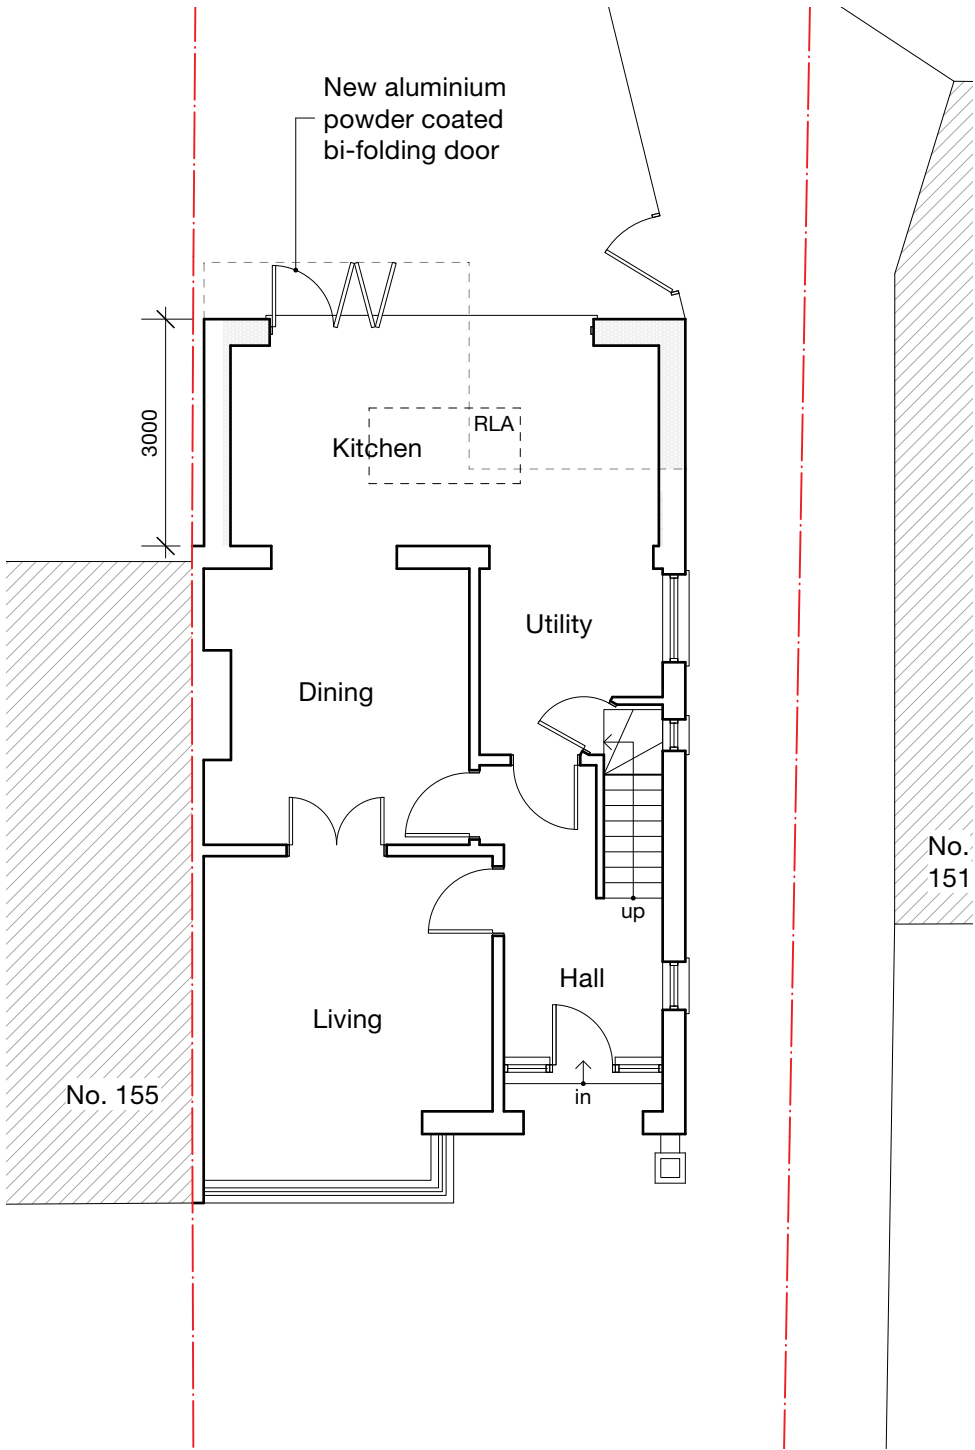 New aluminium
powder coated
bi-folding door
3000
RLA
Kitchen
Utility
Dining
No.
151
up
Hall
Living
No. 155
in